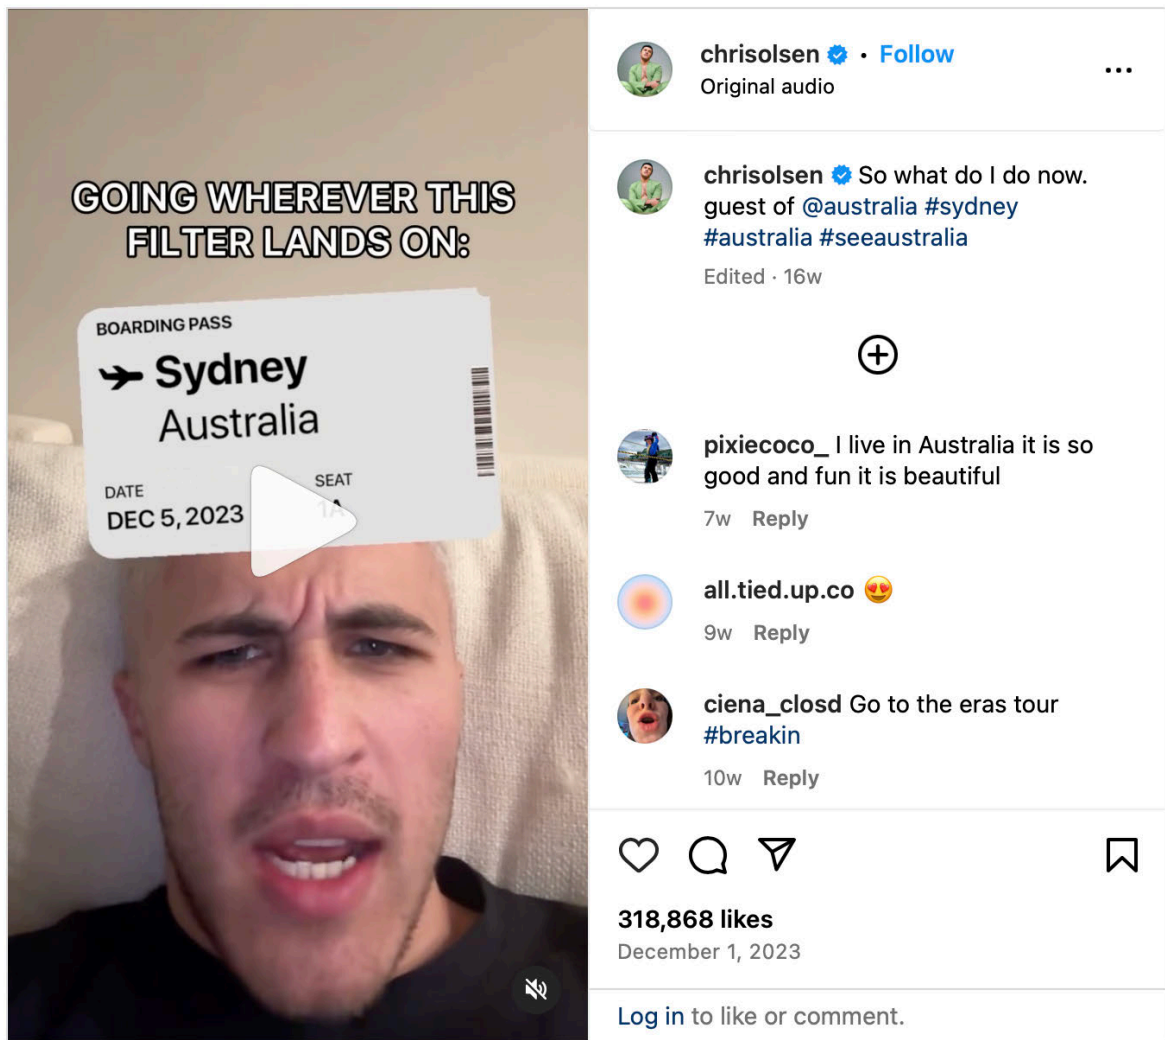 GOING WHEREVER THIS
FILTER LANDS ON:
BOARDING PASS
Sydney
Australia
DATE
DEC 5, 2023
SEAT
1A
chrisolsen • Follow
Original audio
chrisolsen So what do I do now.
guest of @australia #sydney
#australia #seeaustralia
Edited · 16w
pixiecoco_ I live in Australia it is so
good and fun it is beautiful
7w Reply
all.tied.up.co 😍
9w Reply
ciena_closd Go to the eras tour
#breakin
10w Reply
318,868 likes
December 1, 2023
Log in to like or comment.